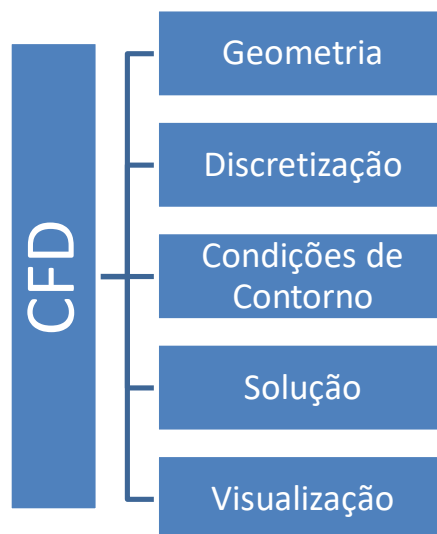 CFD
Geometria
Discretização
Condições de
Contorno
Solução
Visualização